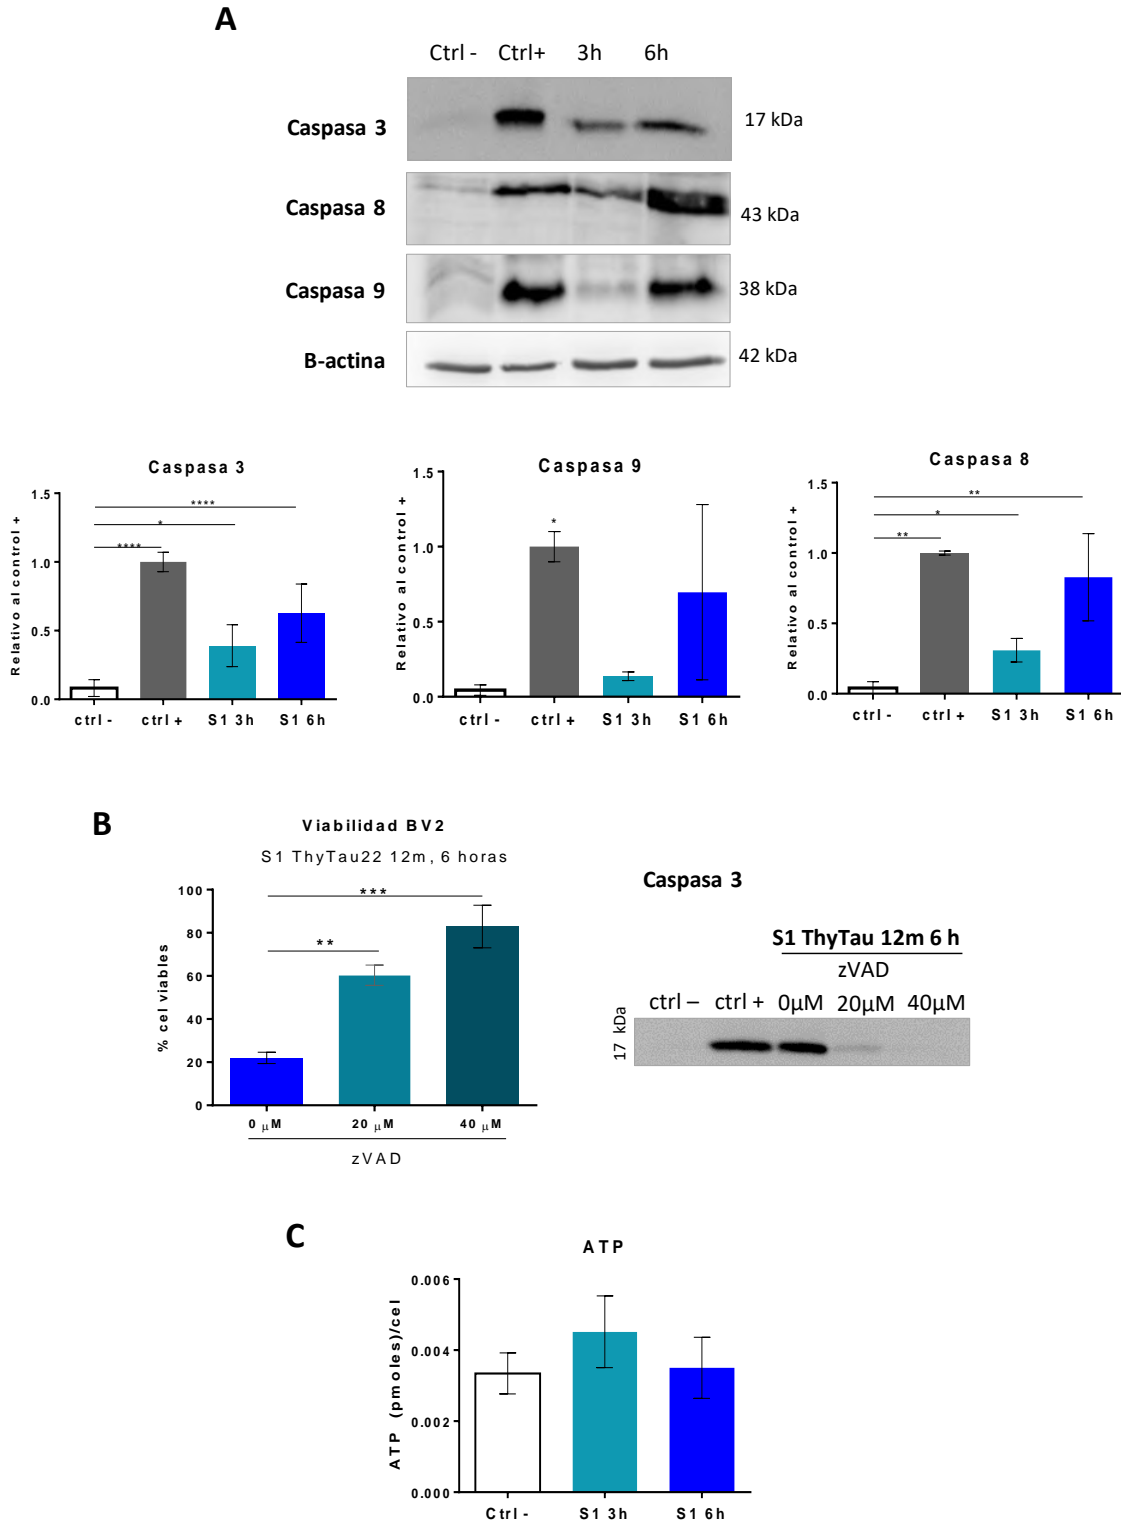 A
Ctrl - Ctrl+ 3h 6h
Caspasa 3 17 kDa
Caspasa 8 43 kDa
Caspasa 9 38 kDa
B-actina 42 kDa
Caspasa 3
Relativo al control +
1.5
1.0
0.5
0.0
****
*
****
ctrl - ctrl + S1 3h S1 6h
Caspasa 9
Relativo al control +
1.5
1.0
0.5
0.0
*
ctrl - ctrl + S1 3h S1 6h
Caspasa 8
Relativo al control +
1.5
1.0
0.5
0.0
**
*
**
ctrl - ctrl + S1 3h S1 6h
B
Viabilidad BV2
S1 ThyTau22 12m, 6 horas
% cel viables
100
80
60
40
20
0
***
**
0 µM 20 µM 40 µM
zVAD
Caspasa 3
S1 ThyTau 12m 6 h
zVAD
ctrl – ctrl + 0µM 20µM 40µM
17 kDa
C
ATP
ATP (pmoles)/cel
0.006
0.004
0.002
0.000
Ctrl - S1 3h S1 6h